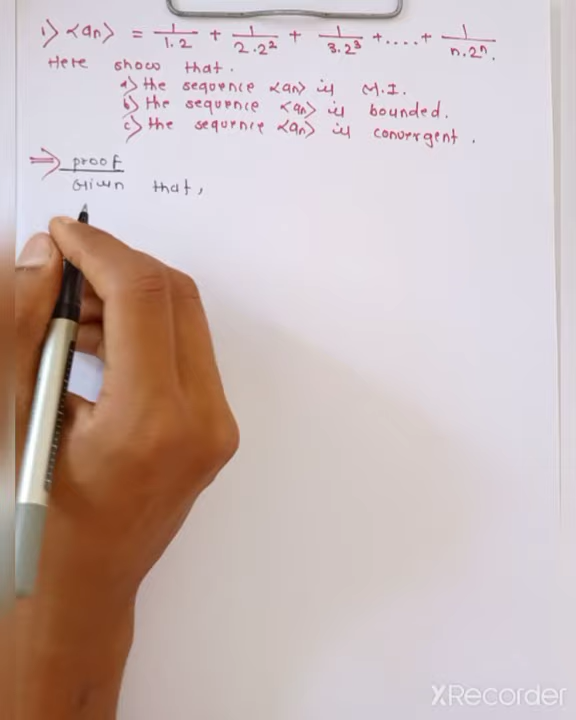 1) <an> = 1/1.2 + 1/2.2² + 1/3.2³ +....+ 1/n.2ⁿ.
Here show that.
a) the sequence <an> is M.I.
b) the sequence <an> is bounded.
c) the sequence <an> is convergent.
⇒ proof
Given that,
XRecorder